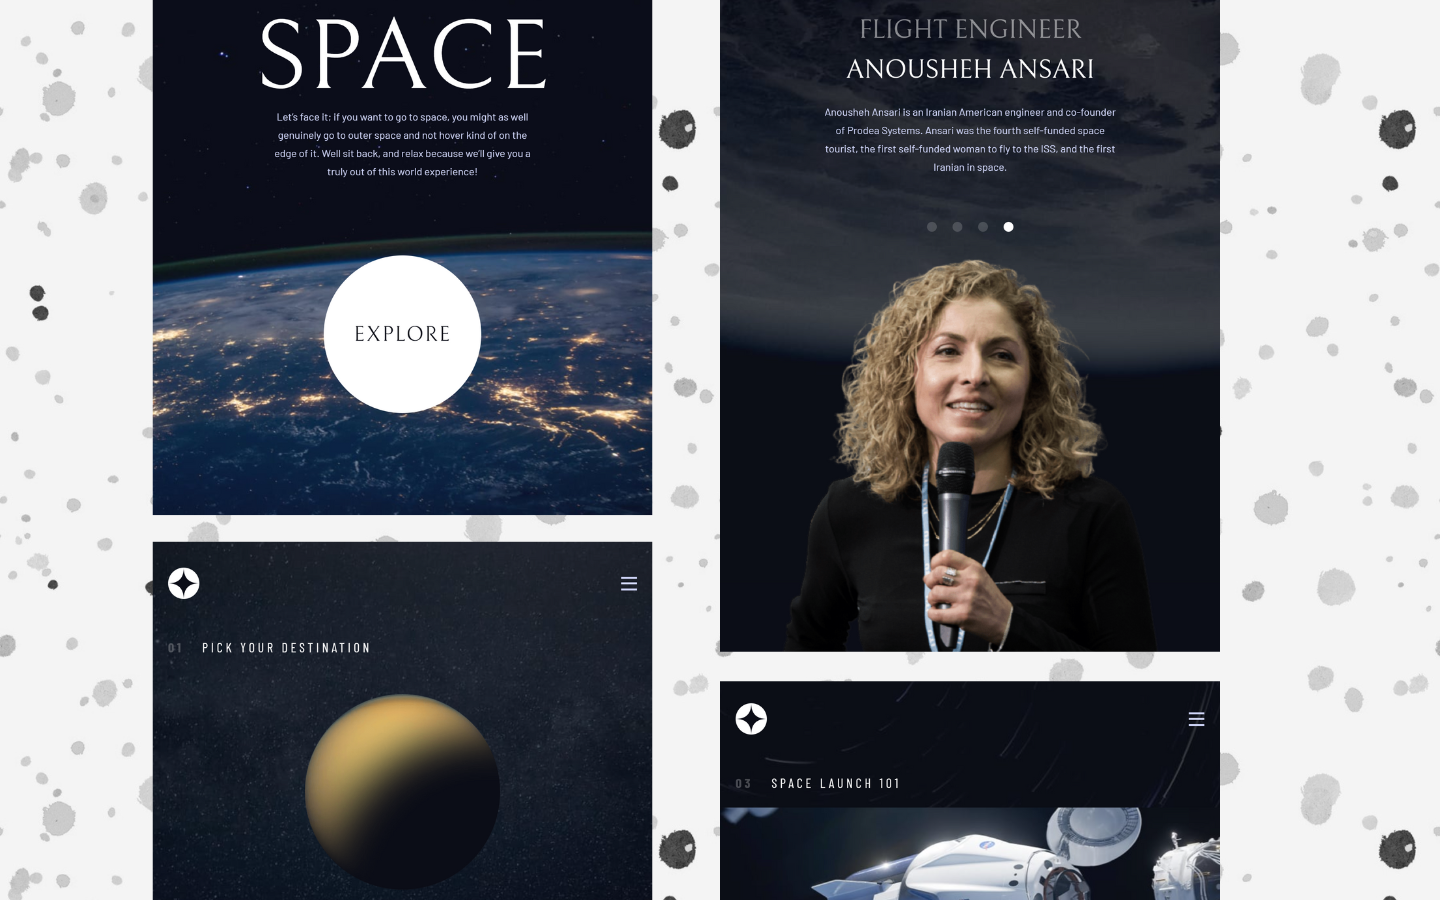 SPACE
Let's face it; if you want to go to space, you might as well
genuinely go to outer space and not hover kind of on the
edge of it. Well sit back, and relax because we'll give you a
truly out of this world experience!
EXPLORE
01 PICK YOUR DESTINATION
FLIGHT ENGINEER
ANOUSHEH ANSARI
Anousheh Ansari is an Iranian American engineer and co-founder
of Prodea Systems. Ansari was the fourth self-funded space
tourist, the first self-funded woman to fly to the ISS, and the first
Iranian in space.
03 SPACE LAUNCH 101